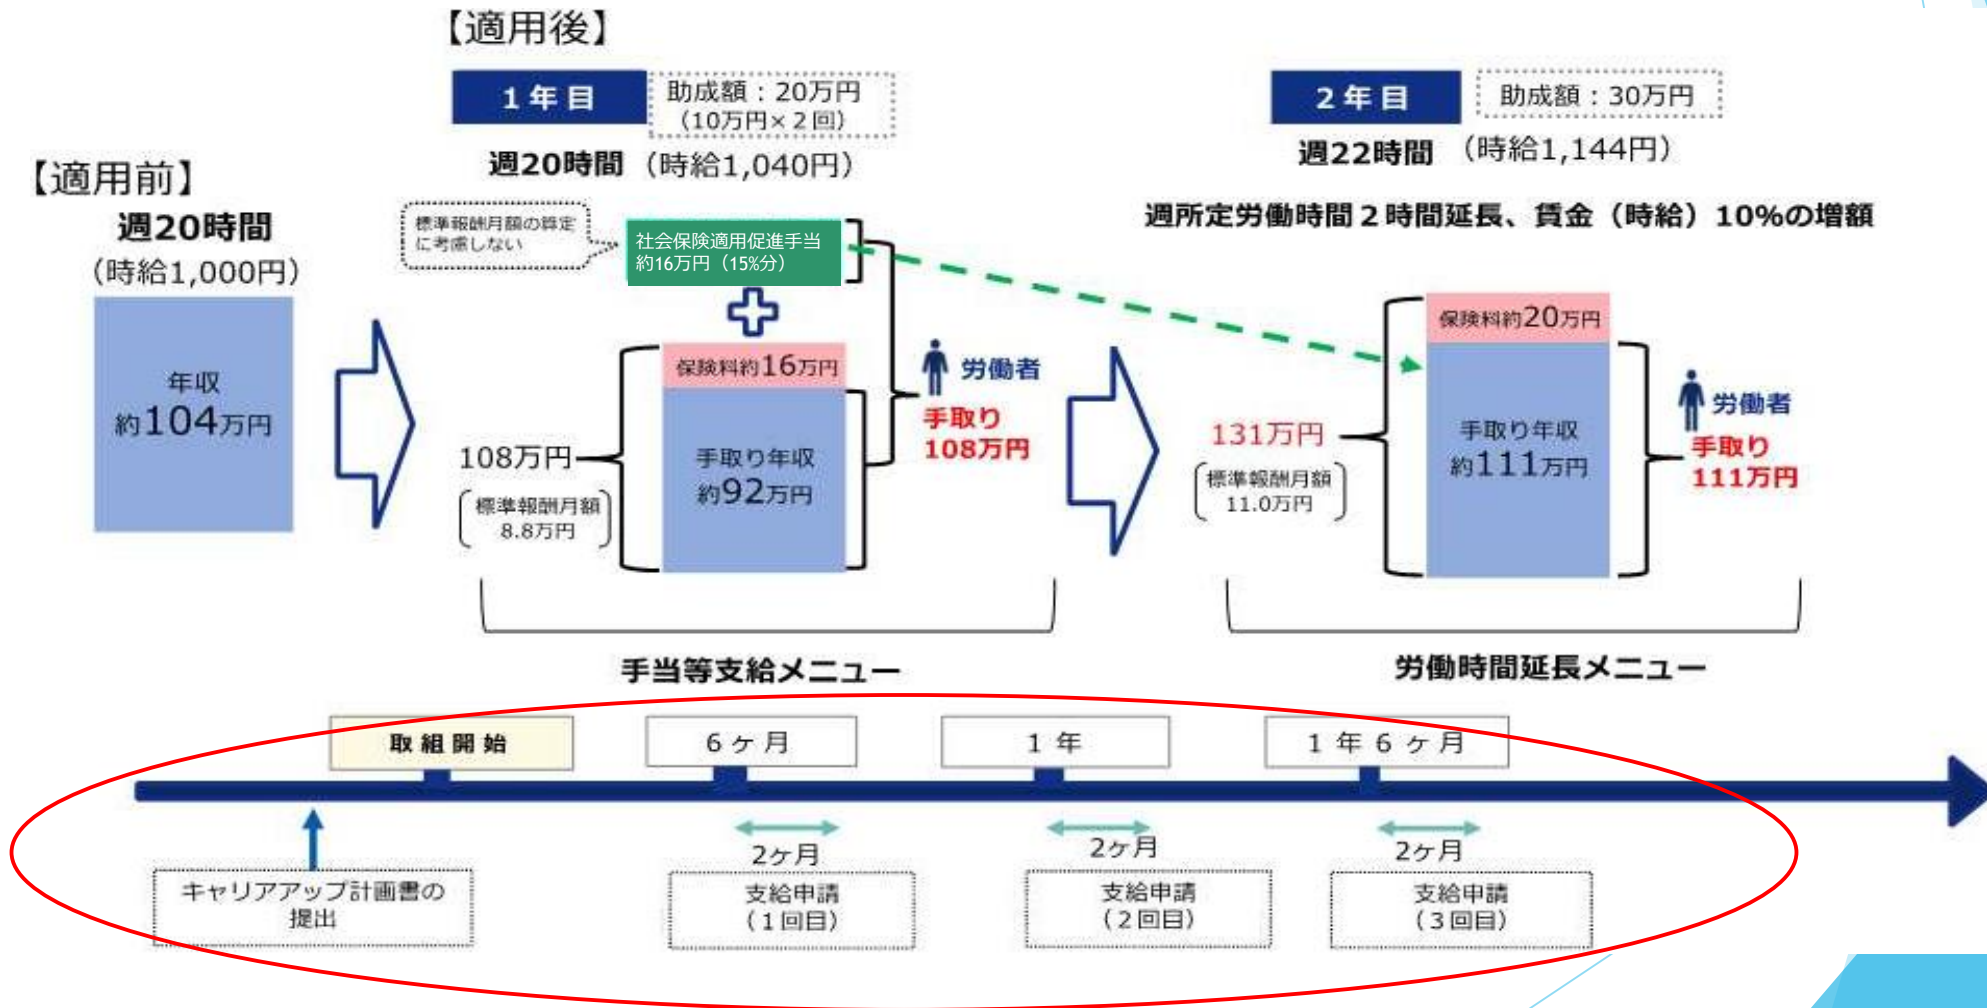 【適用前】
週20時間
（時給1,000円）
年収
約104万円
【適用後】
1年目
助成額：20万円
（10万円×2回）
週20時間（時給1,040円）
標準報酬月額の算定
に考慮しない
社会保険適用促進手当
約16万円（15%分）
保険料約16万円
手取り年収
約92万円
108万円
標準報酬月額
8.8万円
労働者
手取り
108万円
2年目
助成額：30万円
週22時間（時給1,144円）
週所定労働時間２時間延長、賃金（時給）10%の増額
保険料約20万円
手取り年収
約111万円
131万円
標準報酬月額
11.0万円
労働者
手取り
111万円
手当等支給メニュー
労働時間延長メニュー
取組開始
6ヶ月
1年
1年6ヶ月
キャリアアップ計画書の
提出
2ヶ月
支給申請
（1回目）
2ヶ月
支給申請
（2回目）
2ヶ月
支給申請
（3回目）